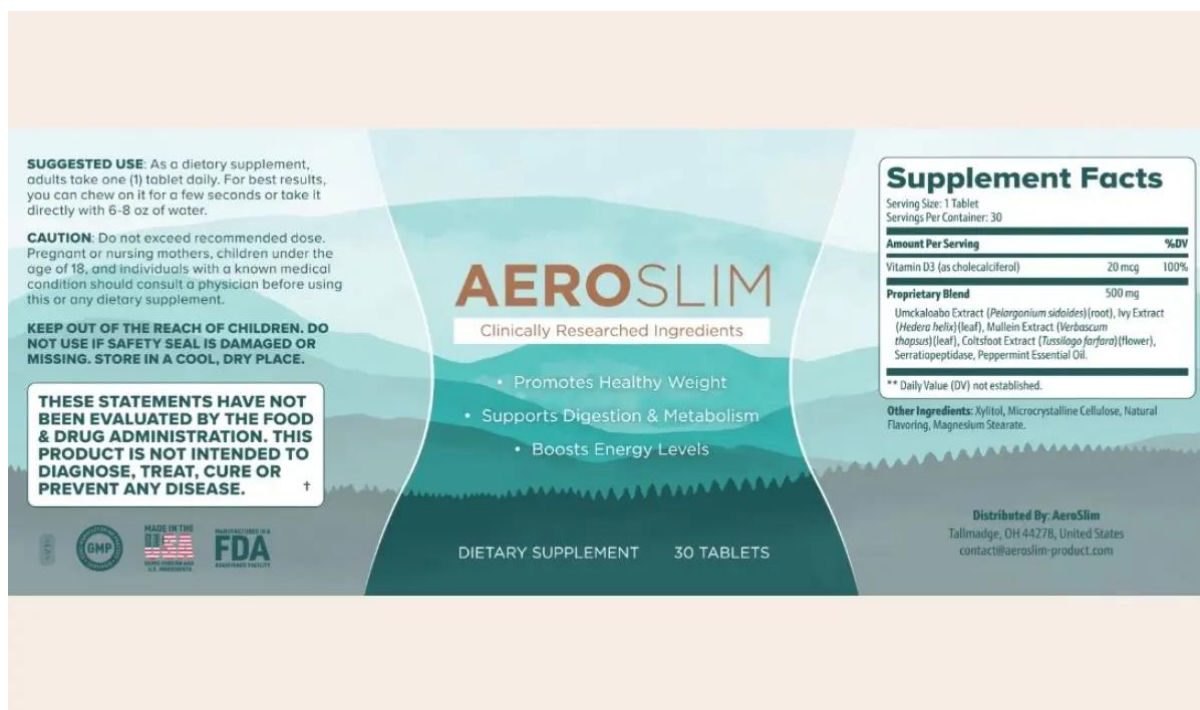 SUGGESTED USE: As a dietary supplement,
adults take one (1) tablet daily. For best results,
you can chew on it for a few seconds or take it
directly with 6-8 oz of water.
CAUTION: Do not exceed recommended dose.
Pregnant or nursing mothers, children under the
age of 18, and individuals with a known medical
condition should consult a physician before using
this or any dietary supplement.
KEEP OUT OF THE REACH OF CHILDREN. DO
NOT USE IF SAFETY SEAL IS DAMAGED OR
MISSING. STORE IN A COOL, DRY PLACE.
THESE STATEMENTS HAVE NOT
BEEN EVALUATED BY THE FOOD
& DRUG ADMINISTRATION. THIS
PRODUCT IS NOT INTENDED TO
DIAGNOSE, TREAT, CURE OR
PREVENT ANY DISEASE. †
GMP
MADE IN THE
USA
MANUFACTURED IN A
FDA
REGISTERED FACILITY
AEROSLIM
Clinically Researched Ingredients
• Promotes Healthy Weight
• Supports Digestion & Metabolism
• Boosts Energy Levels
DIETARY SUPPLEMENT 30 TABLETS
Supplement Facts
Serving Size: 1 Tablet
Servings Per Container: 30
Amount Per Serving %DV
Vitamin D3 (as cholecalciferol) 20 mcg 100%
Proprietary Blend 500 mg
Umckaloabo Extract (Pelargonium sidoides)(root), Ivy Extract
(Hedera helix)(leaf), Mullein Extract (Verbascum
thapsus)(leaf), Coltsfoot Extract (Tussilago farfara)(flower),
Serratiopeptidase, Peppermint Essential Oil.
** Daily Value (DV) not established.
Other Ingredients: Xylitol, Microcrystalline Cellulose, Natural
Flavoring, Magnesium Stearate.
Distributed By: AeroSlim
Tallmadge, OH 44278, United States
contact@aeroslim-product.com